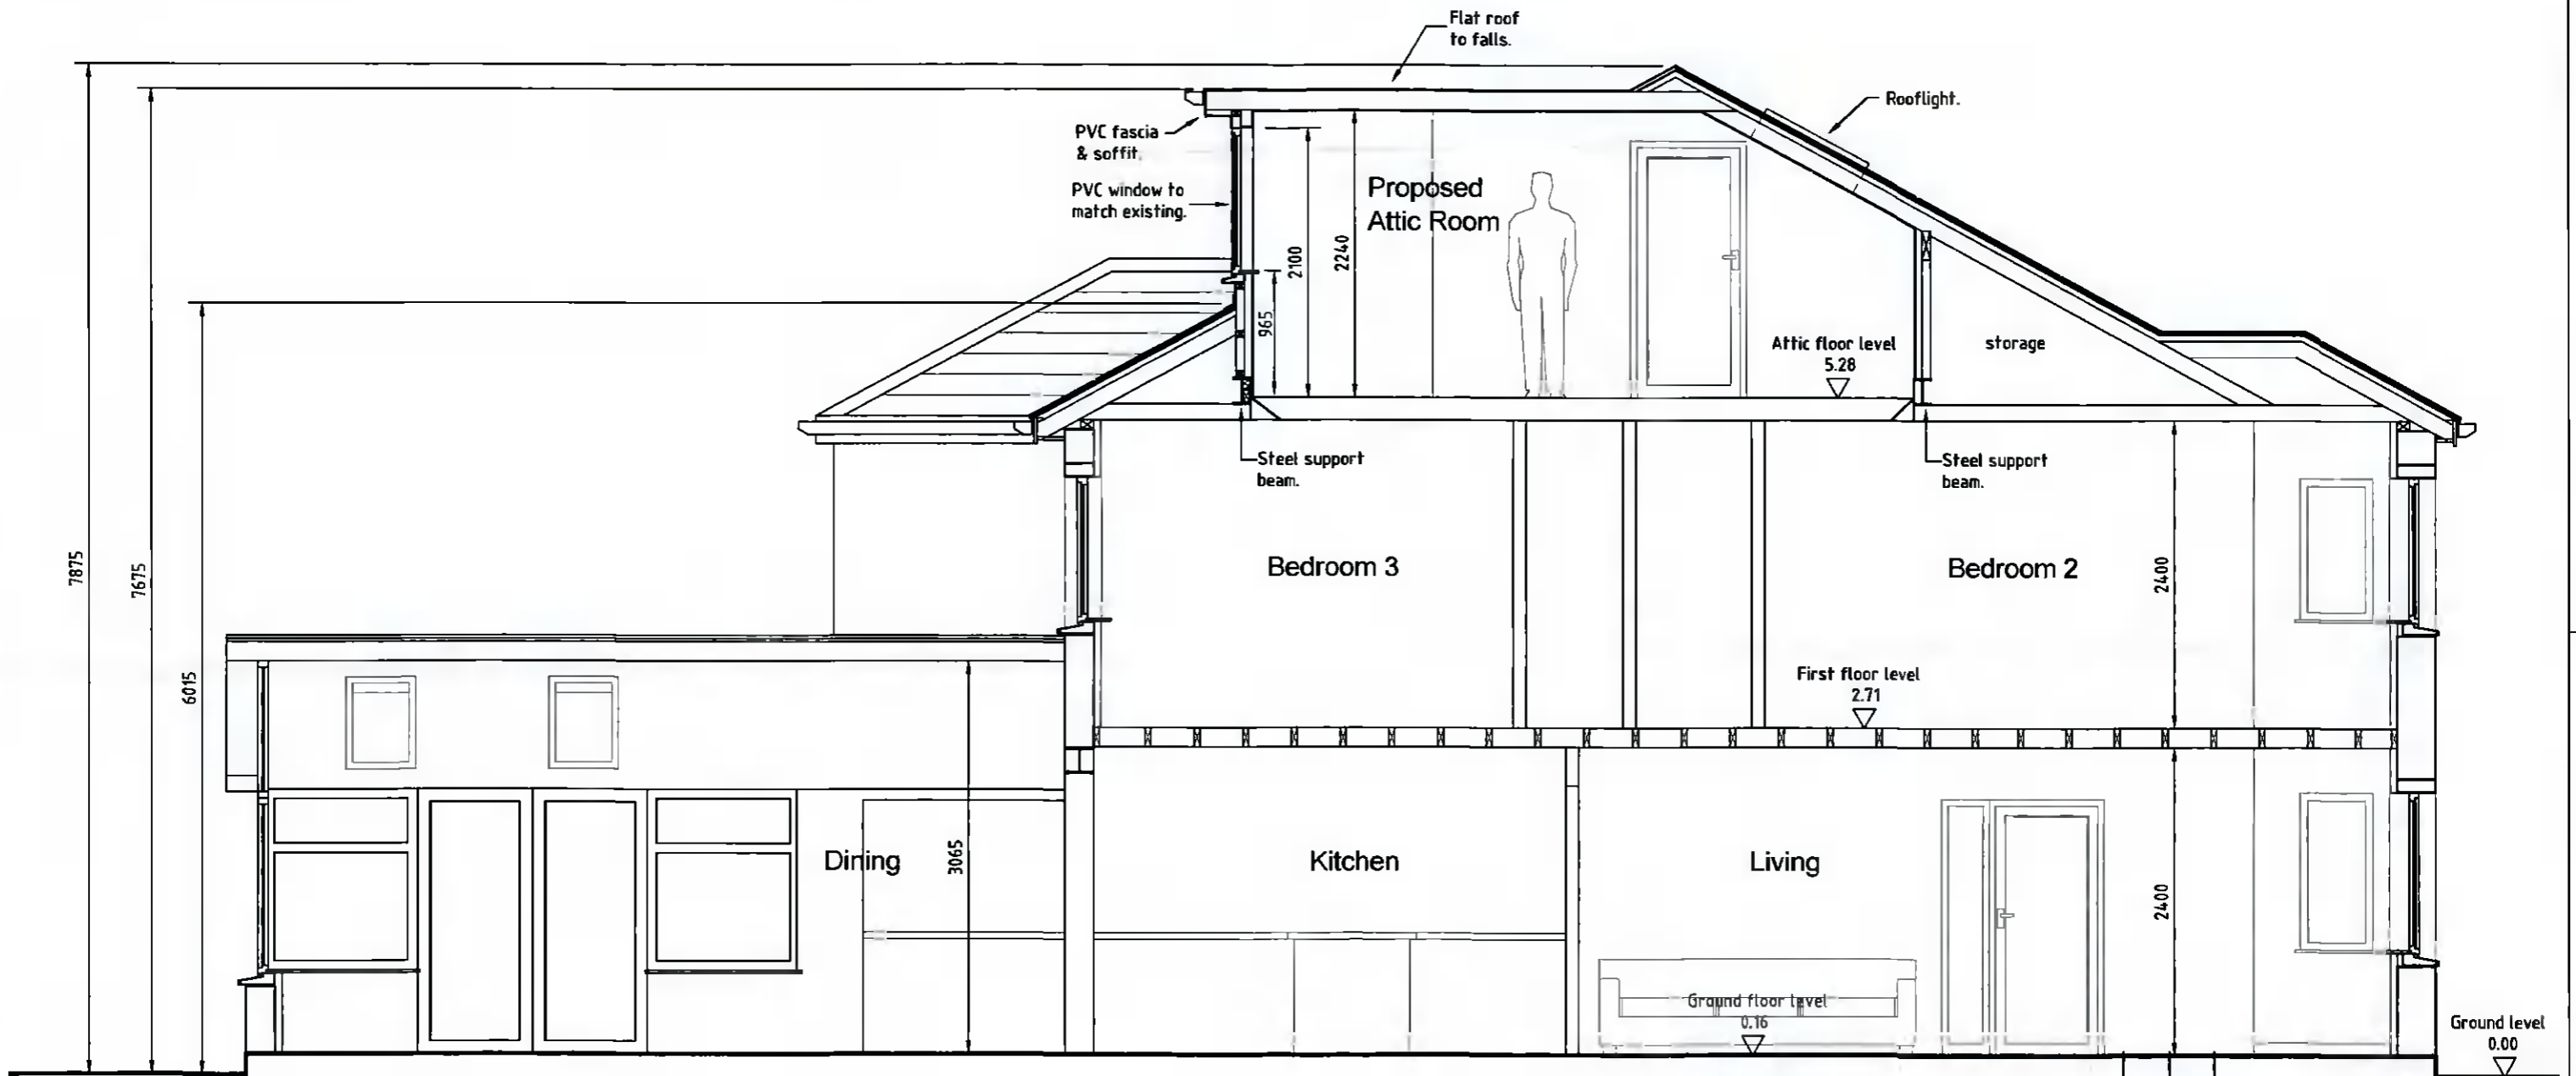 Flat roof
to falls.
Rooflight.
PVC fascia
& soffit.
PVC window to
match existing.
Proposed
Attic Room
2100
2240
965
Attic floor level
5.28
storage
Steel support
beam.
Steel support
beam.
7875
7675
6015
Bedroom 3
Bedroom 2
2400
First floor level
2.71
Dining
3065
Kitchen
Living
2400
Ground floor level
0.16
Ground level
0.00